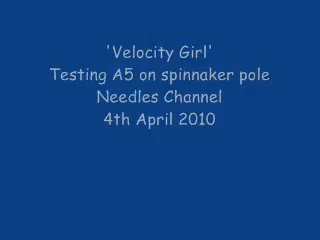 'Velocity Girl'
Testing A5 on spinnaker pole
Needles Channel
4th April 2010